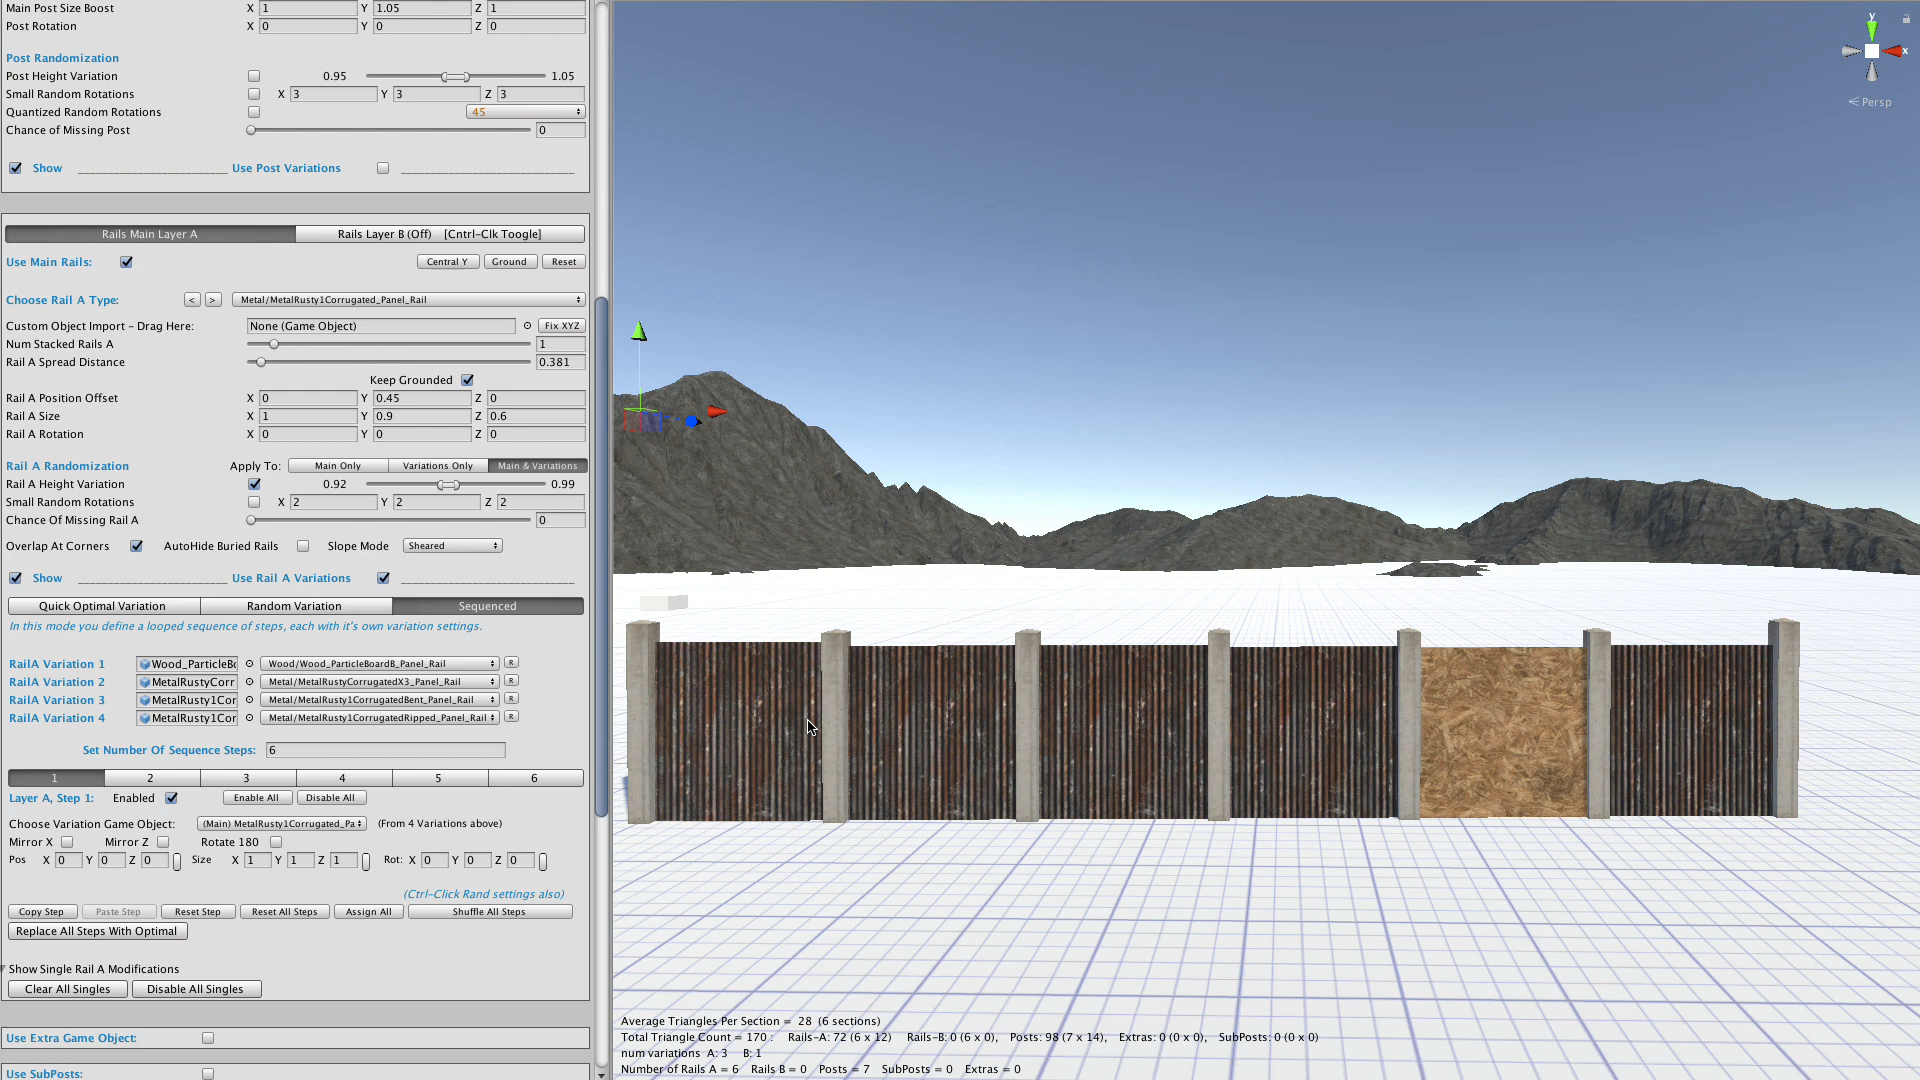 Main Post Size Boost X 1 Y 1.05 Z 1
Post Rotation X 0 Y 0 Z 0
Post Randomization
Post Height Variation 0.95 1.05
Small Random Rotations X 3 Y 3 Z 3
Quantized Random Rotations 45
Chance of Missing Post 0
Show Use Post Variations
Rails Main Layer A Rails Layer B (Off) [Cntrl-Clk Toogle]
Use Main Rails: Central Y Ground Reset
Choose Rail A Type: < > Metal/MetalRusty1Corrugated_Panel_Rail
Custom Object Import - Drag Here: None (Game Object) Fix XYZ
Num Stacked Rails A 1
Rail A Spread Distance 0.381
Keep Grounded
Rail A Position Offset X 0 Y 0.45 Z 0
Rail A Size X 1 Y 0.9 Z 0.6
Rail A Rotation X 0 Y 0 Z 0
Rail A Randomization Apply To: Main Only Variations Only Main & Variations
Rail A Height Variation 0.92 0.99
Small Random Rotations X 2 Y 2 Z 2
Chance Of Missing Rail A 0
Overlap At Corners AutoHide Buried Rails Slope Mode Sheared
Show Use Rail A Variations
Quick Optimal Variation Random Variation Sequenced
In this mode you define a looped sequence of steps, each with it's own variation settings.
RailA Variation 1 Wood_ParticleBo Wood/Wood_ParticleBoardB_Panel_Rail R
RailA Variation 2 MetalRustyCorr Metal/MetalRustyCorrugatedX3_Panel_Rail R
RailA Variation 3 MetalRusty1Cor Metal/MetalRusty1CorrugatedBent_Panel_Rail R
RailA Variation 4 MetalRusty1Cor Metal/MetalRusty1CorrugatedRipped_Panel_Rail R
Set Number Of Sequence Steps: 6
1 2 3 4 5 6
Layer A, Step 1: Enabled Enable All Disable All
Choose Variation Game Object: (Main) MetalRusty1Corrugated_Pa (From 4 Variations above)
Mirror X Mirror Z Rotate 180
Pos X 0 Y 0 Z 0 Size X 1 Y 1 Z 1 Rot: X 0 Y 0 Z 0
(Ctrl-Click Rand settings also)
Copy Step Paste Step Reset Step Reset All Steps Assign All Shuffle All Steps
Replace All Steps With Optimal
Show Single Rail A Modifications
Clear All Singles Disable All Singles
Use Extra Game Object:
Use SubPosts:
y
x
< Persp
Average Triangles Per Section = 28 (6 sections)
Total Triangle Count = 170 : Rails-A: 72 (6 x 12) Rails-B: 0 (6 x 0), Posts: 98 (7 x 14), Extras: 0 (0 x 0), SubPosts: 0 (0 x 0)
num variations A: 3 B: 1
Number of Rails A = 6 Rails B = 0 Posts = 7 SubPosts = 0 Extras = 0